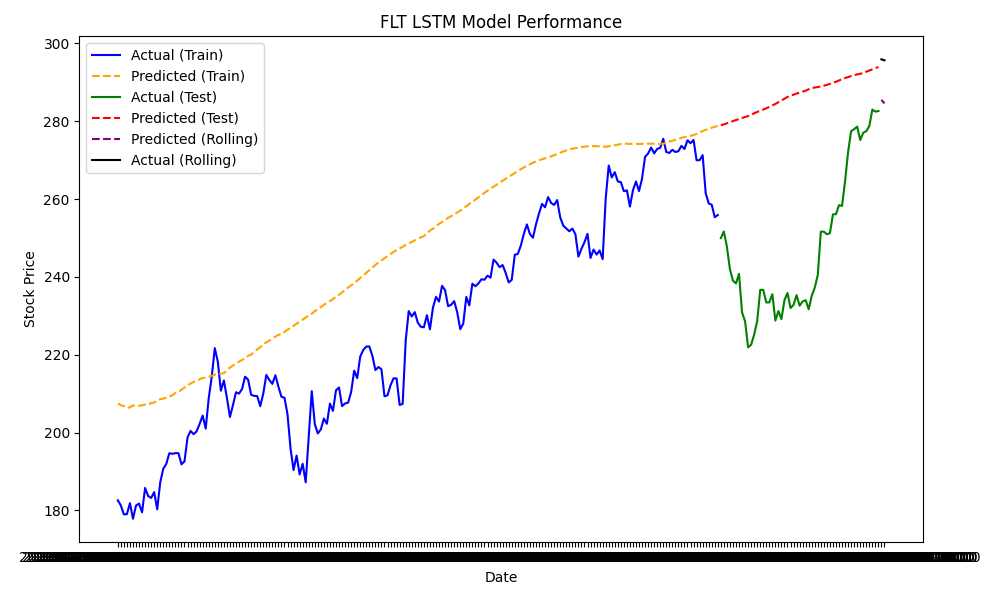 FLT LSTM Model Performance
300
280
260
240
220
200
180
Stock Price
Actual (Train)
Predicted (Train)
Actual (Test)
Predicted (Test)
Predicted (Rolling)
Actual (Rolling)
Date